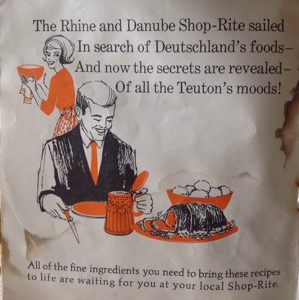 The Rhine and Danube Shop-Rite sailed
In search of Deutschland's foods—
And now the secrets are revealed—
Of all the Teuton's moods!
All of the fine ingredients you need to bring these recipes
to life are waiting for you at your local Shop-Rite.